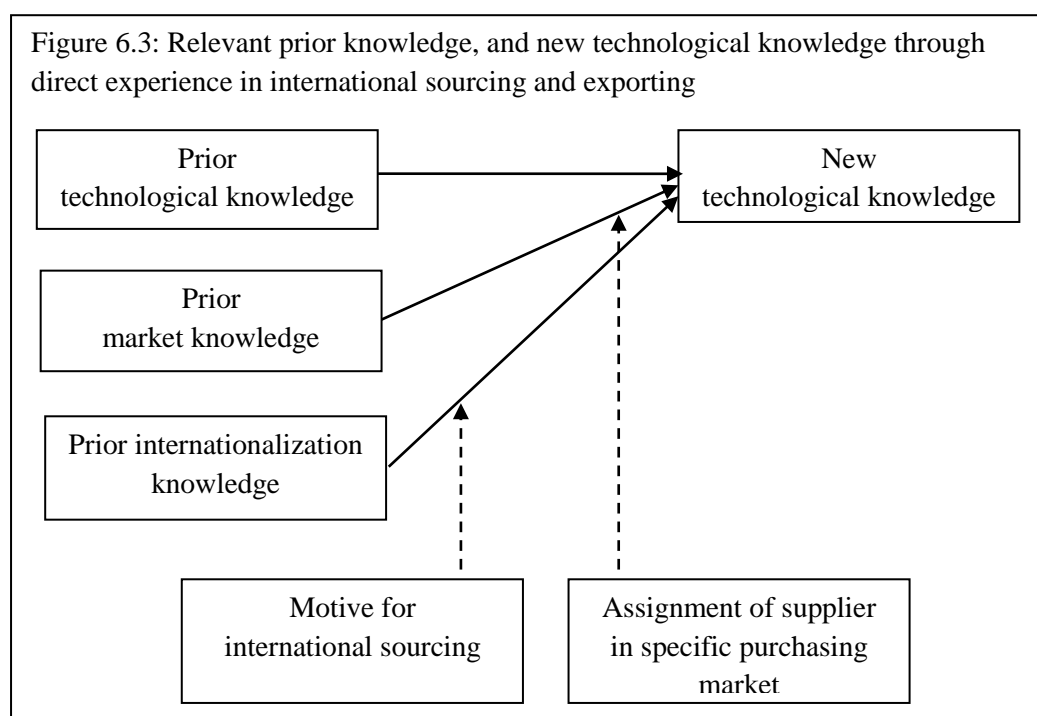 Figure 6.3: Relevant prior knowledge, and new technological knowledge through
direct experience in international sourcing and exporting
Prior
technological knowledge
New
technological knowledge
Prior
market knowledge
Prior internationalization
knowledge
Motive for
international sourcing
Assignment of supplier
in specific purchasing
market